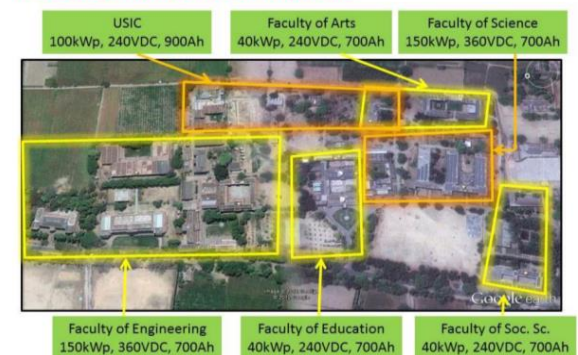 USIC
100kWp, 240VDC, 900Ah
Faculty of Arts
40kWp, 240VDC, 700Ah
Faculty of Science
150kWp, 360VDC, 700Ah
Google earth
Faculty of Engineering
150kWp, 360VDC, 700Ah
Faculty of Education
40kWp, 240VDC, 700Ah
Faculty of Soc. Sc.
40kWp, 240VDC, 700Ah